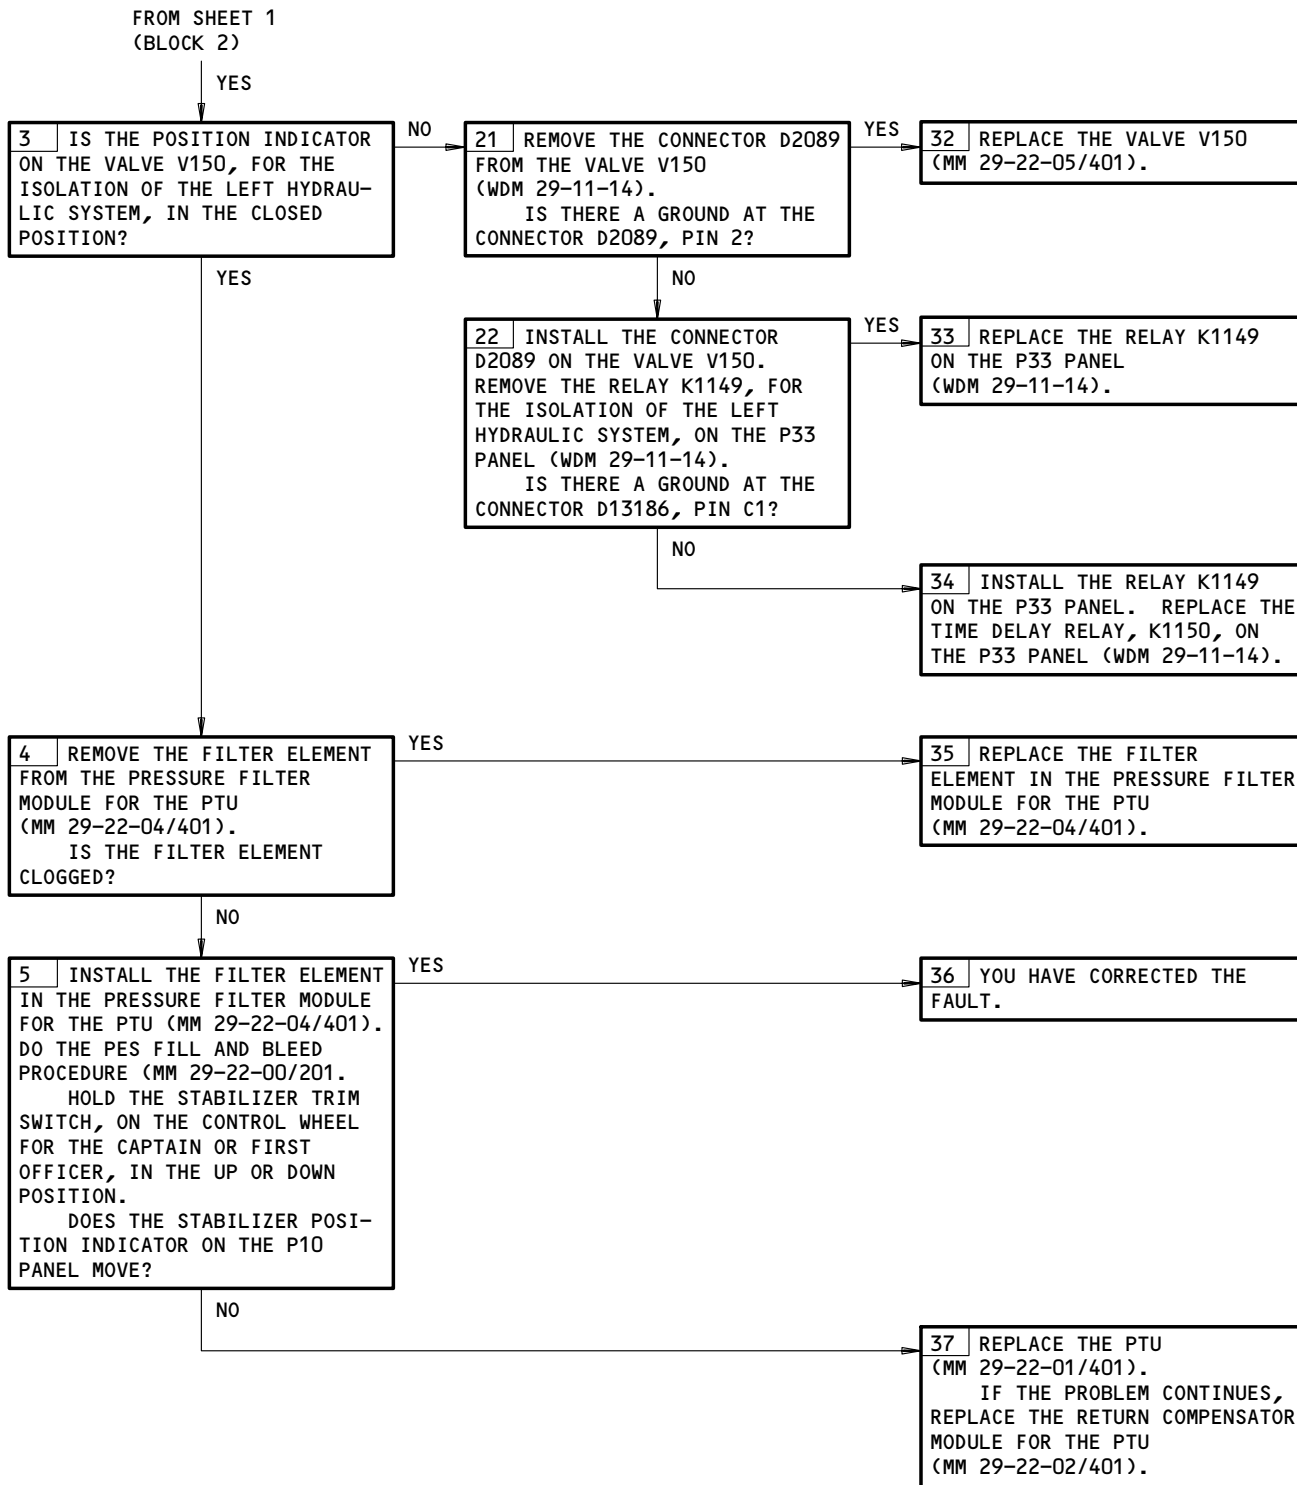 FROM SHEET 1
(BLOCK 2)
YES
3 IS THE POSITION INDICATOR
ON THE VALVE V150, FOR THE
ISOLATION OF THE LEFT HYDRAU-
LIC SYSTEM, IN THE CLOSED
POSITION?
NO
21 REMOVE THE CONNECTOR D2089
FROM THE VALVE V150
(WDM 29-11-14).
IS THERE A GROUND AT THE
CONNECTOR D2089, PIN 2?
YES
32 REPLACE THE VALVE V150
(MM 29-22-05/401).
YES
NO
22 INSTALL THE CONNECTOR
D2089 ON THE VALVE V150.
REMOVE THE RELAY K1149, FOR
THE ISOLATION OF THE LEFT
HYDRAULIC SYSTEM, ON THE P33
PANEL (WDM 29-11-14).
IS THERE A GROUND AT THE
CONNECTOR D13186, PIN C1?
YES
33 REPLACE THE RELAY K1149
ON THE P33 PANEL
(WDM 29-11-14).
NO
34 INSTALL THE RELAY K1149
ON THE P33 PANEL. REPLACE THE
TIME DELAY RELAY, K1150, ON
THE P33 PANEL (WDM 29-11-14).
4 REMOVE THE FILTER ELEMENT
FROM THE PRESSURE FILTER
MODULE FOR THE PTU
(MM 29-22-04/401).
IS THE FILTER ELEMENT
CLOGGED?
YES
35 REPLACE THE FILTER
ELEMENT IN THE PRESSURE FILTER
MODULE FOR THE PTU
(MM 29-22-04/401).
NO
5 INSTALL THE FILTER ELEMENT
IN THE PRESSURE FILTER MODULE
FOR THE PTU (MM 29-22-04/401).
DO THE PES FILL AND BLEED
PROCEDURE (MM 29-22-00/201.
HOLD THE STABILIZER TRIM
SWITCH, ON THE CONTROL WHEEL
FOR THE CAPTAIN OR FIRST
OFFICER, IN THE UP OR DOWN
POSITION.
DOES THE STABILIZER POSI-
TION INDICATOR ON THE P10
PANEL MOVE?
YES
36 YOU HAVE CORRECTED THE
FAULT.
NO
37 REPLACE THE PTU
(MM 29-22-01/401).
IF THE PROBLEM CONTINUES,
REPLACE THE RETURN COMPENSATOR
MODULE FOR THE PTU
(MM 29-22-02/401).